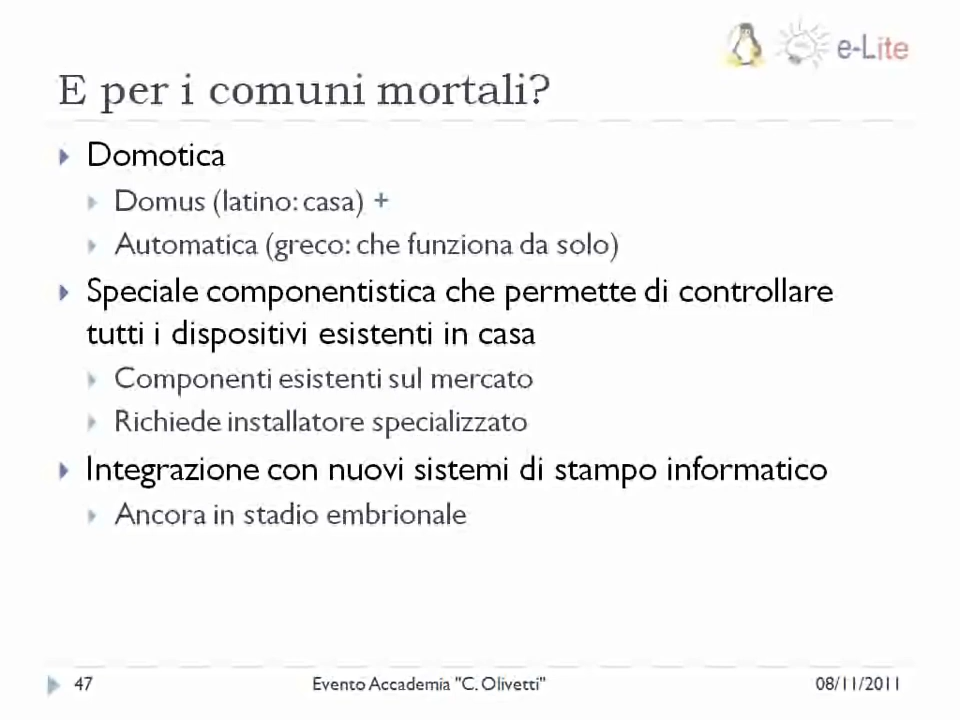 e-Lite
E per i comuni mortali?
Domotica
Domus (latino: casa) +
Automatica (greco: che funziona da solo)
Speciale componentistica che permette di controllare
tutti i dispositivi esistenti in casa
Componenti esistenti sul mercato
Richiede installatore specializzato
Integrazione con nuovi sistemi di stampo informatico
Ancora in stadio embrionale
47 Evento Accademia "C. Olivetti" 08/11/2011